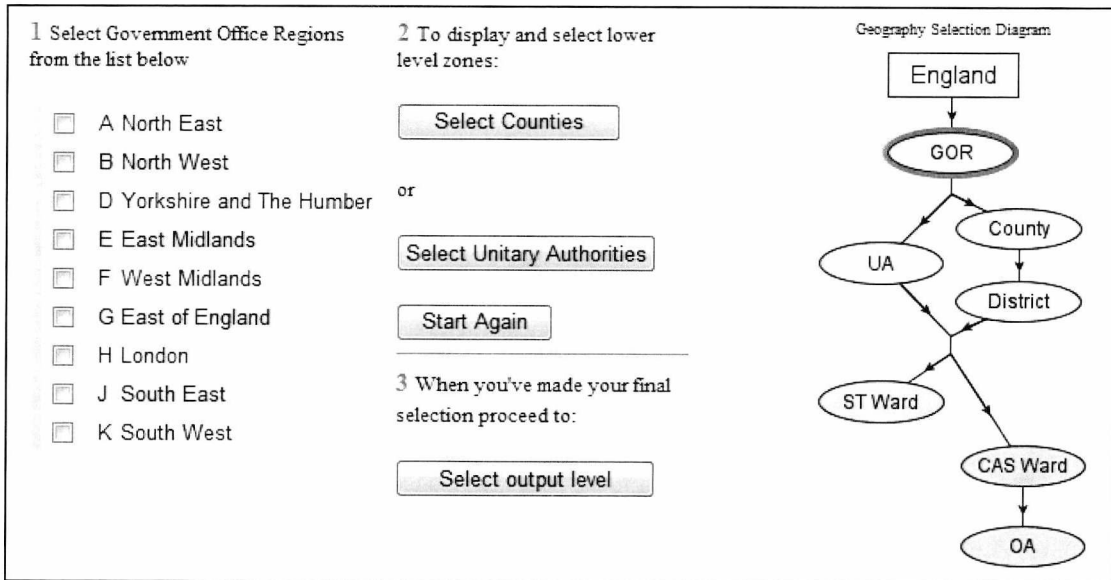 1 Select Government Office Regions
from the list below
A North East
B North West
D Yorkshire and The Humber
E East Midlands
F West Midlands
G East of England
H London
J South East
K South West
2 To display and select lower
level zones:
Select Counties
or
Select Unitary Authorities
Start Again
3 When you've made your final
selection proceed to:
Select output level
Geography Selection Diagram
England
GOR
County
UA
District
ST Ward
CAS Ward
OA